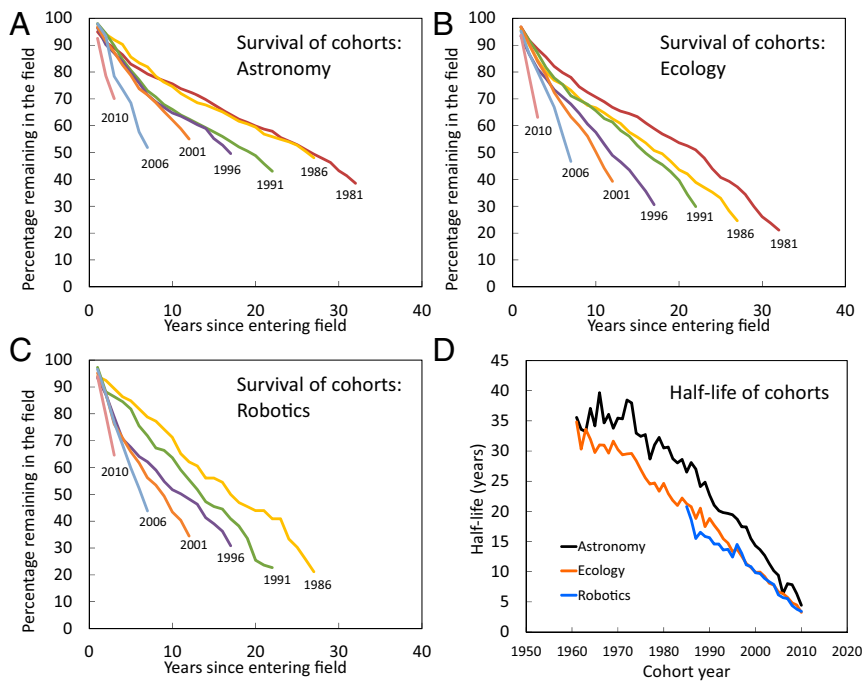 A
Survival of cohorts:
Astronomy
Percentage remaining in the field
100
90
80
70
60
50
40
30
20
10
0
2010
2006
2001
1996
1991
1986
1981
0 10 20 30 40
Years since entering field
B
Survival of cohorts:
Ecology
Percentage remaining in the field
100
90
80
70
60
50
40
30
20
10
0
2010
2006
2001
1996
1991
1986
1981
0 10 20 30 40
Years since entering field
C
Survival of cohorts:
Robotics
Percentage remaining in the field
100
90
80
70
60
50
40
30
20
10
0
2010
2006
2001
1996
1991
1986
0 10 20 30 40
Years since entering field
D
Half-life of cohorts
Half-life (years)
45
40
35
30
25
20
15
10
5
0
Astronomy
Ecology
Robotics
1950 1960 1970 1980 1990 2000 2010 2020
Cohort year